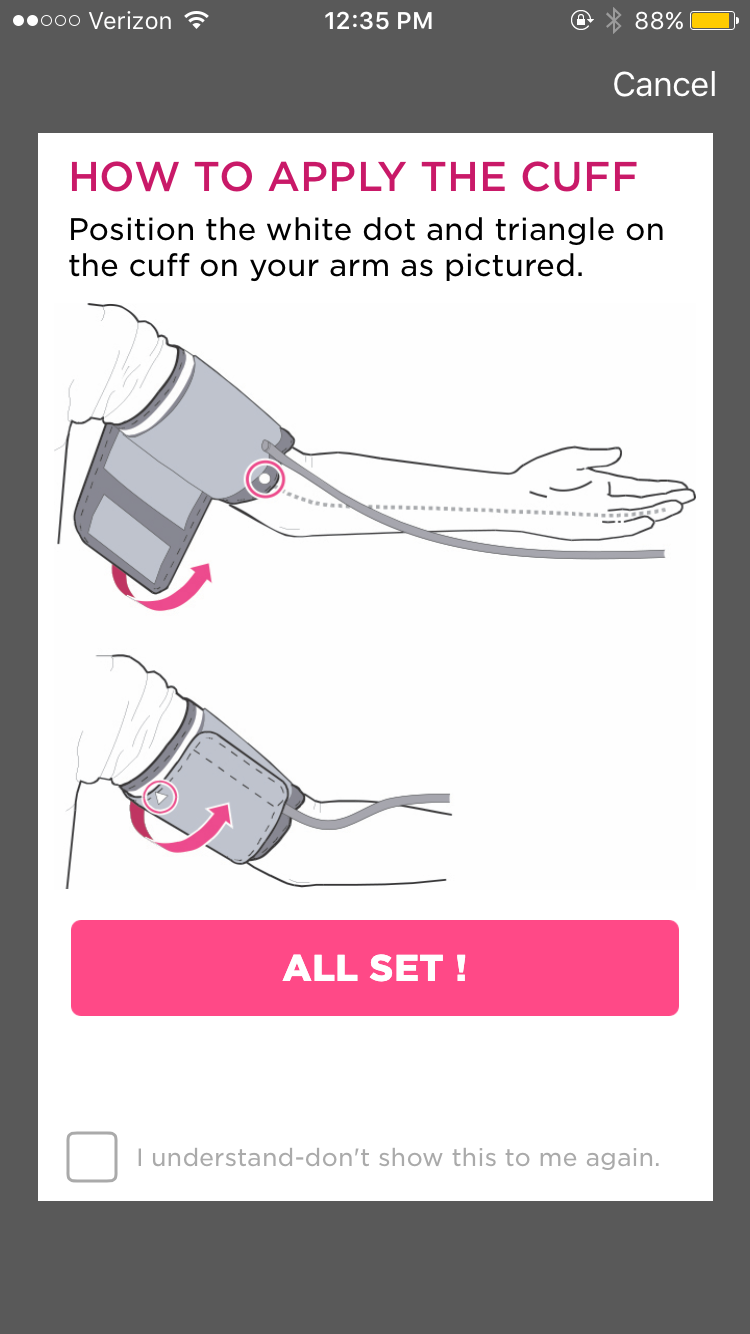 Verizon 12:35 PM 88%
Cancel
HOW TO APPLY THE CUFF
Position the white dot and triangle on
the cuff on your arm as pictured.
ALL SET !
I understand-don't show this to me again.